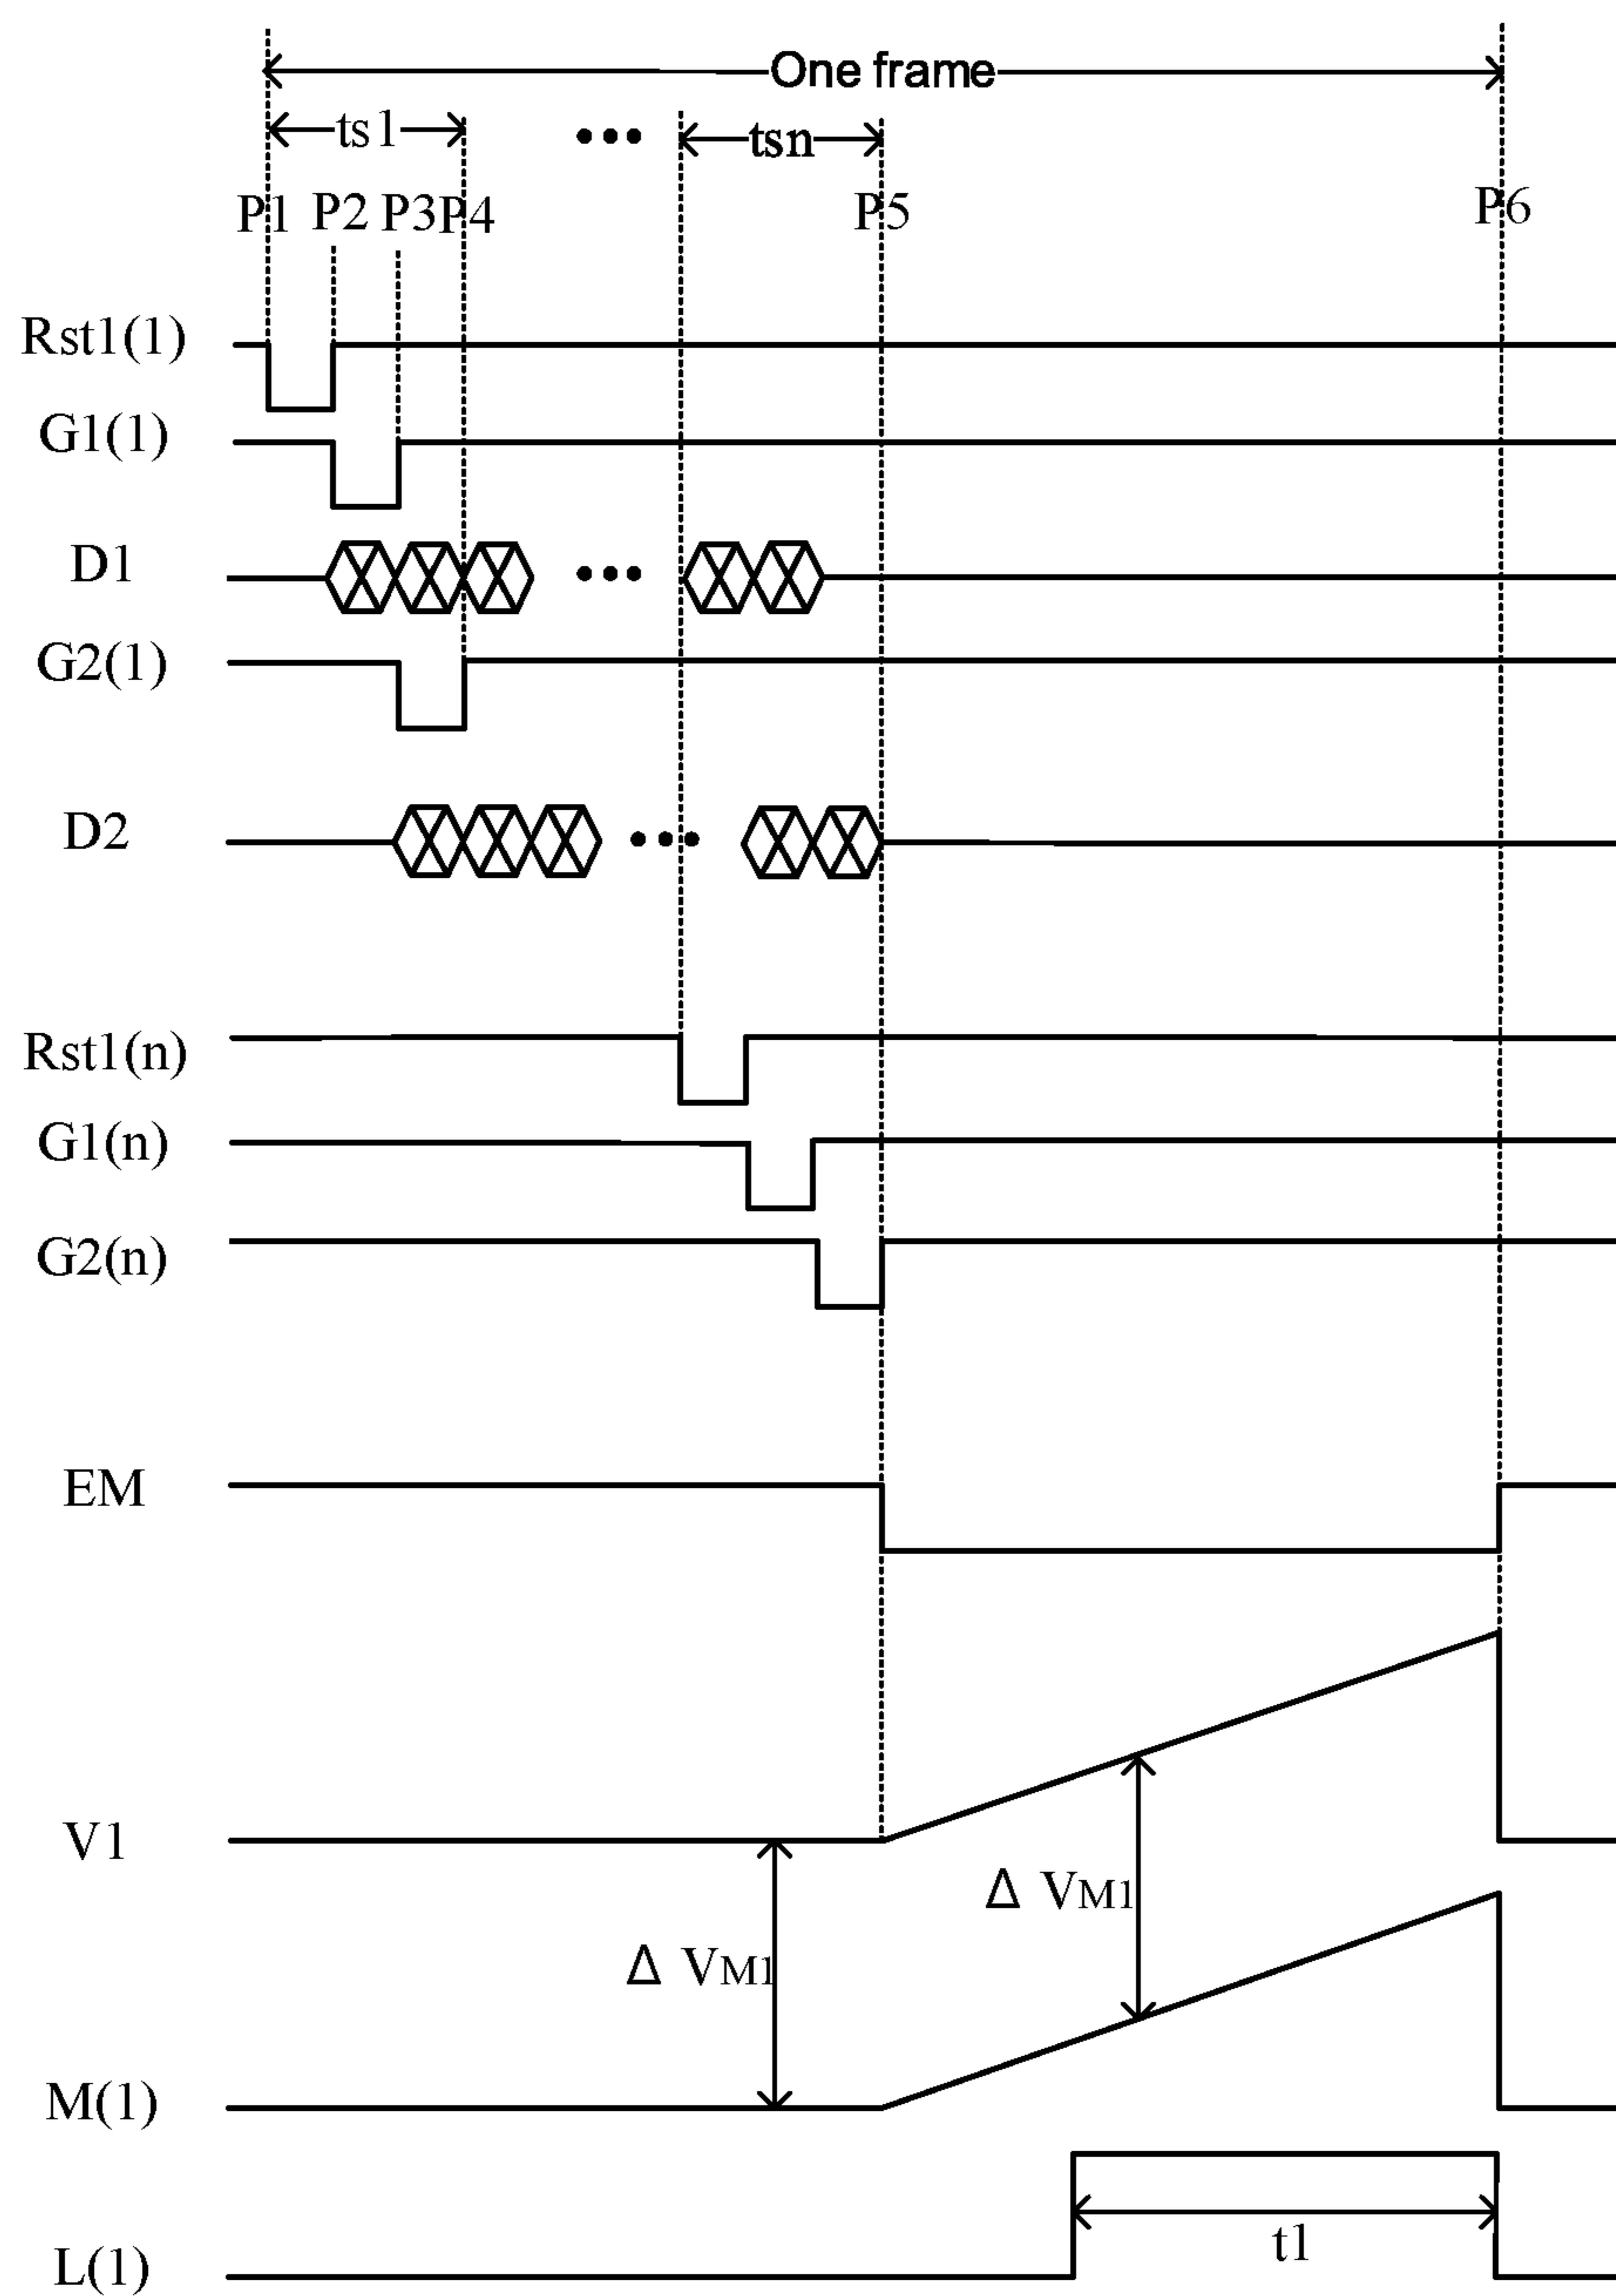 One frame
ts1 ••• tsn
P1 P2 P3 P4 P5 P6
Rst1(1)
G1(1)
D1 •••
G2(1)
D2 •••
Rst1(n)
G1(n)
G2(n)
EM
V1
Δ VM1
Δ VM1
M(1)
t1
L(1)